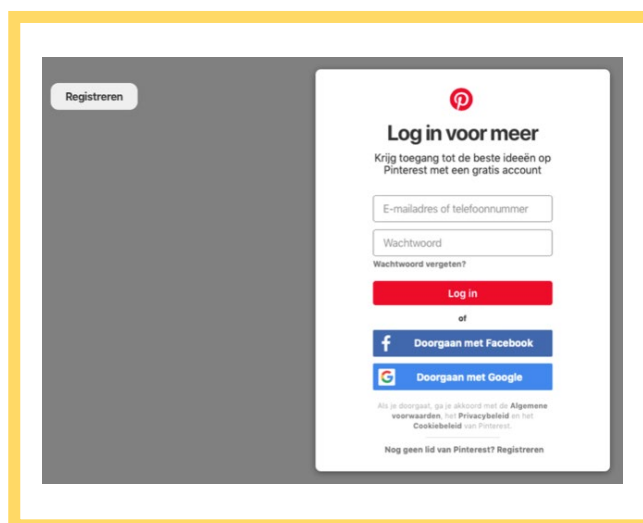 Registreren
Log in voor meer
Krijg toegang tot de beste ideeën op
Pinterest met een gratis account
E-mailadres of telefoonnummer
Wachtwoord
Wachtwoord vergeten?
Log in
of
Doorgaan met Facebook
Doorgaan met Google
Als je doorgaat, ga je akkoord met de Algemene
voorwaarden, het Privacybeleid en het
Cookiebeleid van Pinterest.
Nog geen lid van Pinterest? Registreren